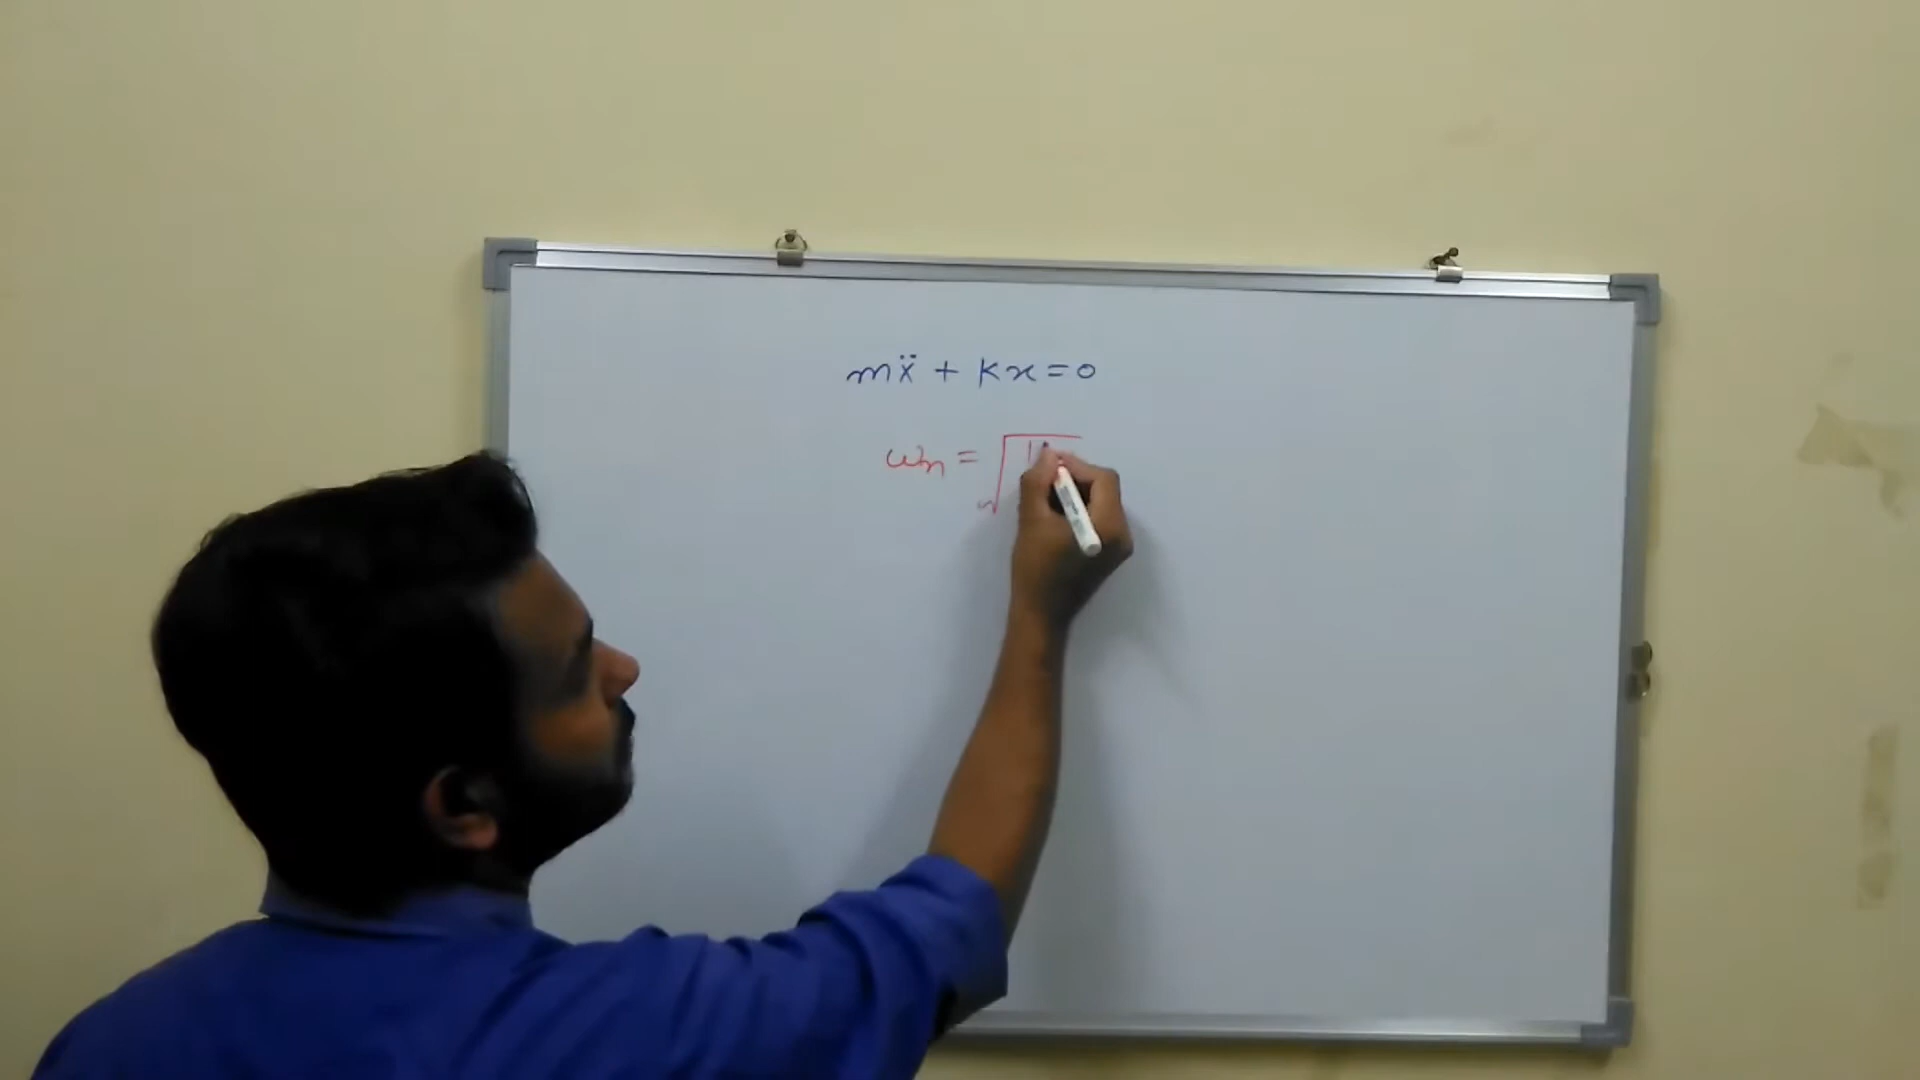 mẍ + kx = 0
ωn = √